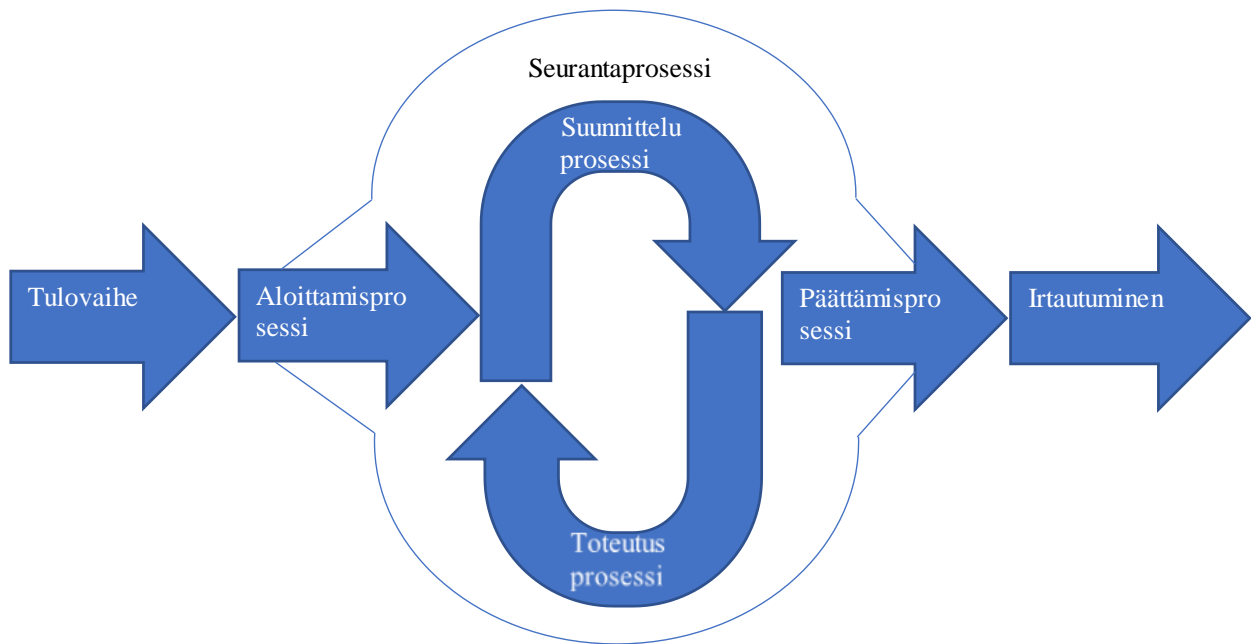 Seurantaprosessi
Suunnittelu
prosessi
Tulovaihe
Aloittamispro
sessi
Päättämispro
sessi
Irtautuminen
Toteutus
prosessi